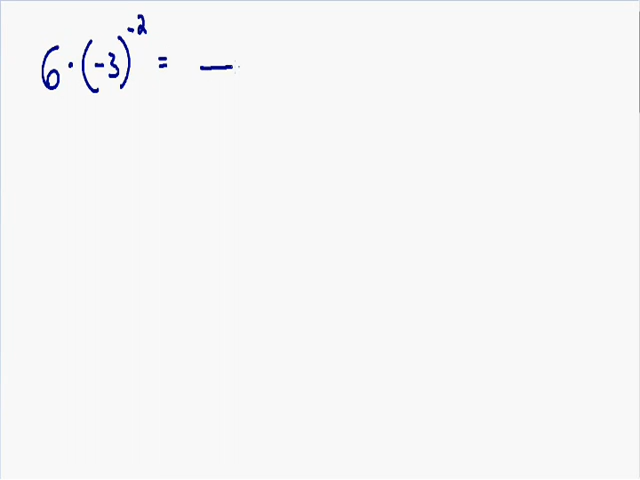 6 · (-3)⁻² = —